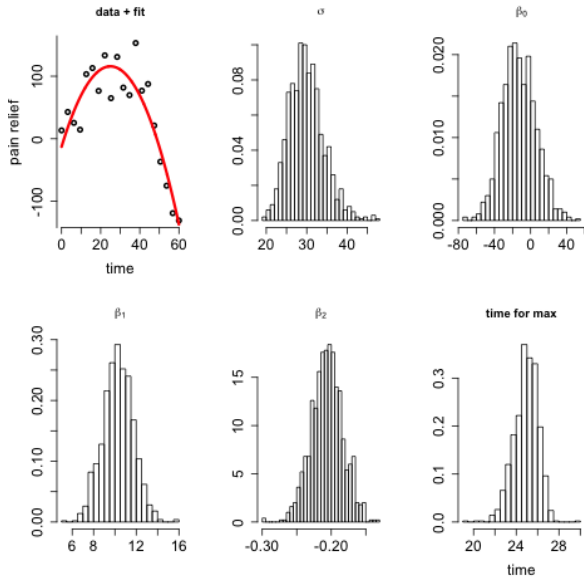 data + fit
pain relief
-100 0 100
0 20 40 60
time
σ
0.00 0.04 0.08
20 30 40
β0
0.000 0.010 0.020
-80 -40 0 40
β1
0.00 0.10 0.20 0.30
6 8 12 16
β2
0 5 10 15
-0.30 -0.20
time for max
0.0 0.1 0.2 0.3
20 24 28
time